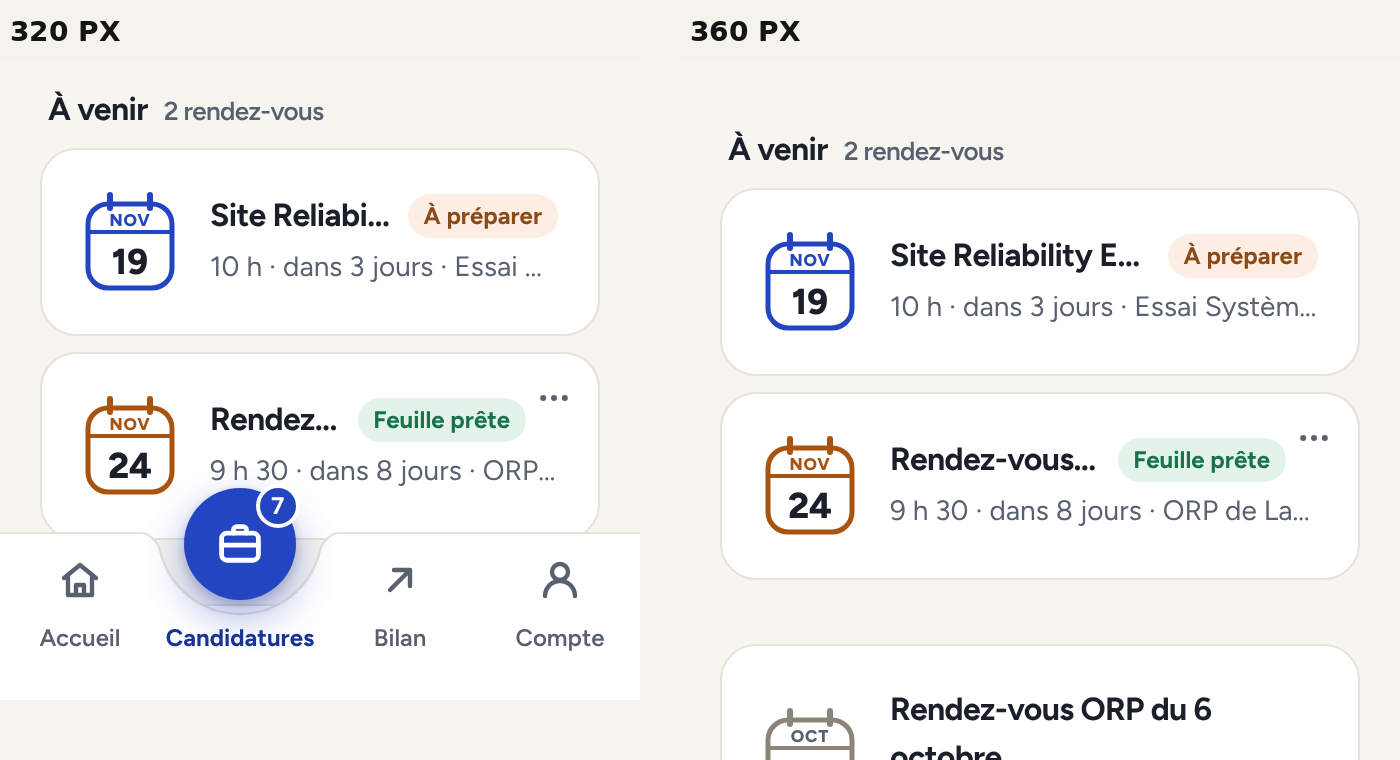 320 PX
À venir 2 rendez-vous
NOV
19
Site Reliabi... À préparer
10 h · dans 3 jours · Essai ...
NOV
24
Rendez... Feuille prête
9 h 30 · dans 8 jours · ORP...
7
Accueil Candidatures Bilan Compte
360 PX
À venir 2 rendez-vous
NOV
19
Site Reliability E... À préparer
10 h · dans 3 jours · Essai Systèm...
NOV
24
Rendez-vous... Feuille prête
9 h 30 · dans 8 jours · ORP de La...
OCT
Rendez-vous ORP du 6
octobre